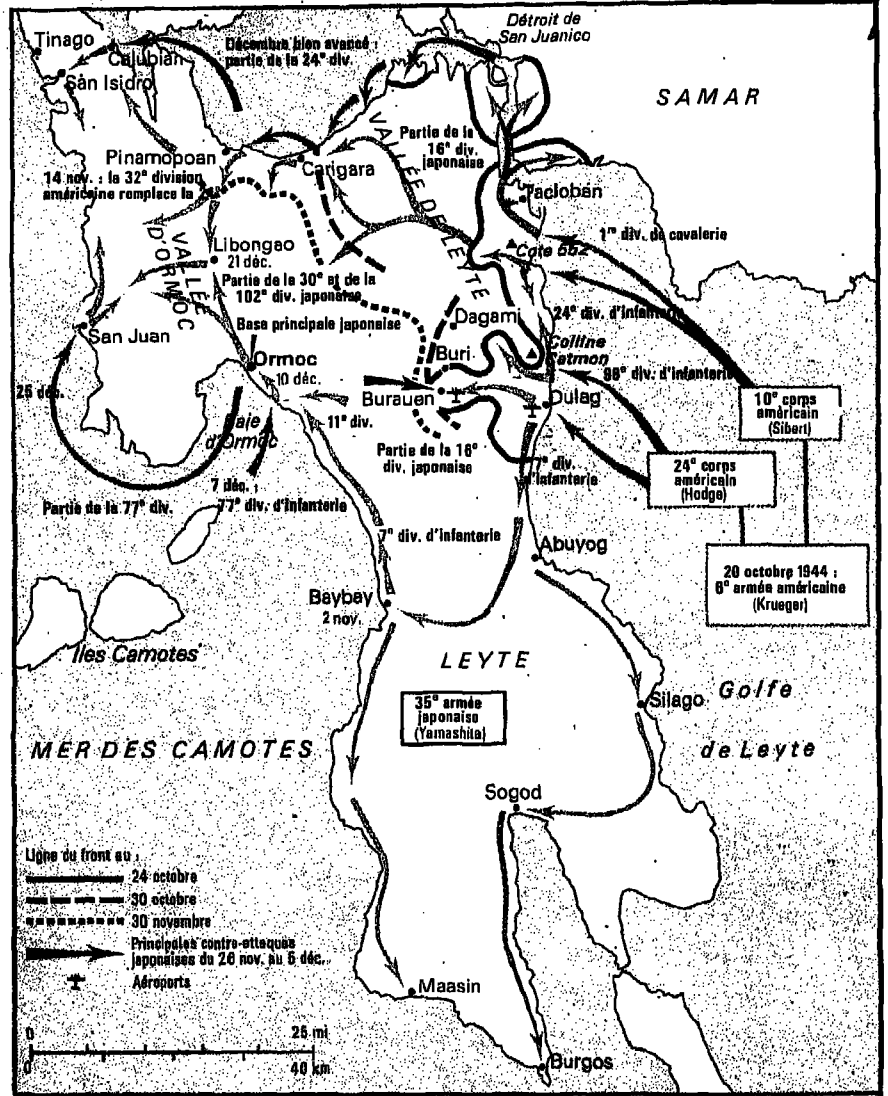 Détroit de
San Juanico
Tinago
Calubian
San Isidro
Décembre bien avancé :
partie de la 24e div.
SAMAR
VALLÉE DE LEYTE
Partie de la
16e div.
japonaise
Pinamopoan
Carigara
14 nov. : la 32e division
américaine remplace la
Tacloban
1re div. de cavalerie
Cote 552
VALLÉE
D'ORMOC
Libongao
21 déc.
Partie de la 30e et de la
102e div. japonaise
24e div. d'infanterie
Dagami
San Juan
Base principale japonaise
Buri
Colline
Catmon
Ormoc
10 déc.
96e div. d'infanterie
Burauen
Dulag
25 déc.
10e corps
américain
(Sibert)
Baie
d'Ormoc
11e div.
Partie de la 16e
div. japonaise
7e div.
d'infanterie
24e corps
américain
(Hodge)
7 déc. :
77e div. d'infanterie
Partie de la 77e div.
7e div. d'infanterie
Abuyog
20 octobre 1944 :
6e armée américaine
(Krueger)
Baybay
2 nov.
Iles Camotes
LEYTE
35e armée
japonaise
(Yamashita)
Silago
Golfe
de Leyte
MER DES CAMOTES
Sogod
Ligne du front au :
24 octobre
30 octobre
30 novembre
Principales contre-attaques
japonaises du 26 nov. au 6 déc.
Aéroports
Maasin
0 25 mi
0 40 km
Burgos